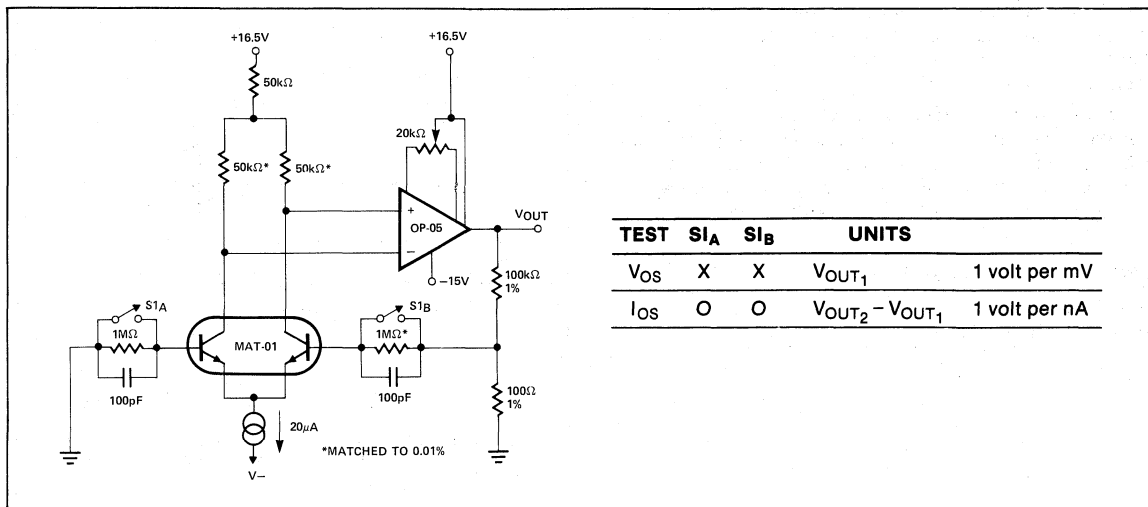 +16.5V
+16.5V
50kΩ
20kΩ
50kΩ*
50kΩ*
+
OP-05
−
VOUT
−15V
100kΩ
1%
S1A
S1B
1MΩ
MAT-01
1MΩ*
100pF
100pF
100Ω
1%
20μA
*MATCHED TO 0.01%
V−
TEST SIA SIB UNITS
VOS X X VOUT1 1 volt per mV
IOS O O VOUT2 − VOUT1 1 volt per nA